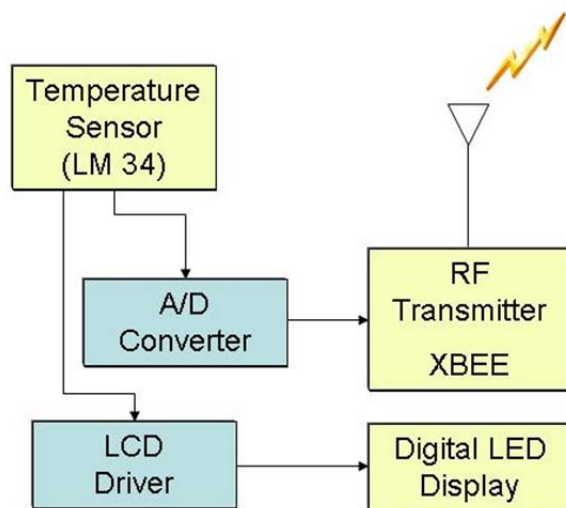 Temperature
Sensor
(LM 34)
A/D
Converter
RF
Transmitter
XBEE
LCD
Driver
Digital LED
Display